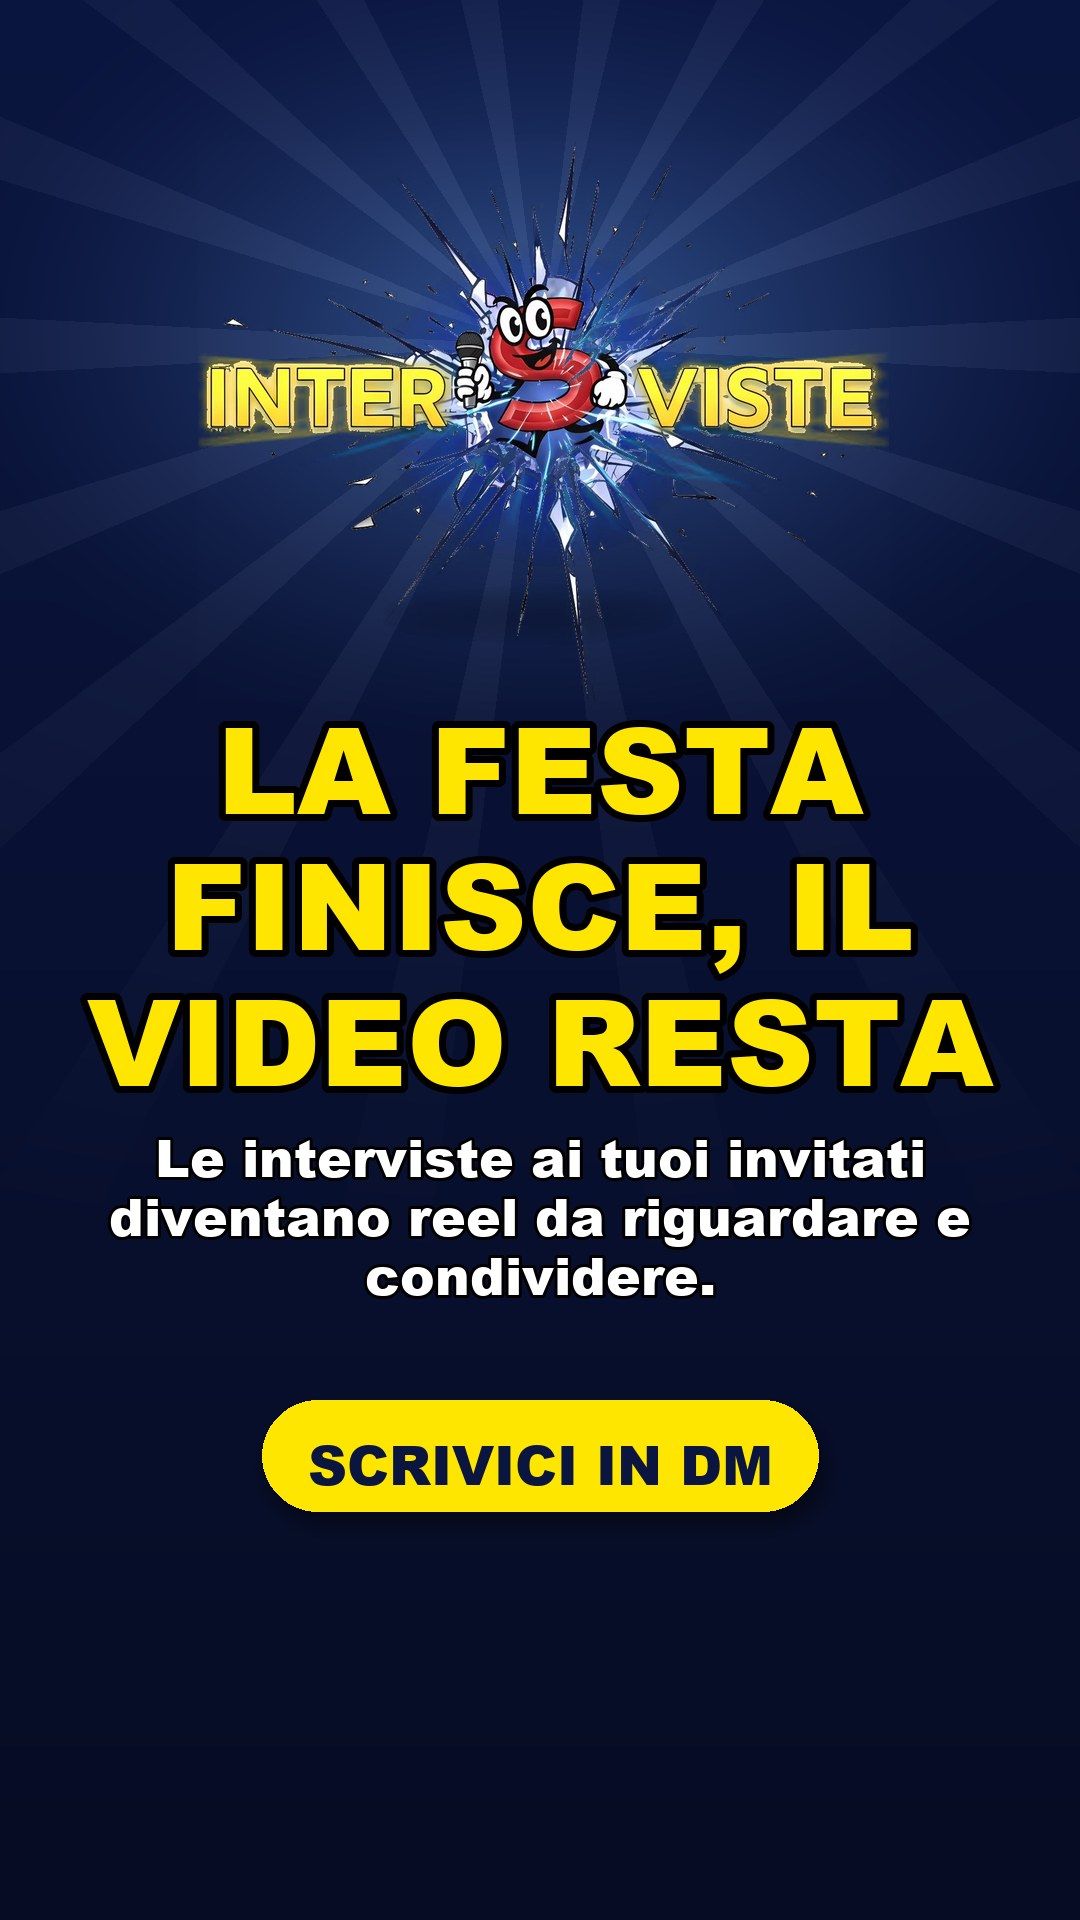 INTER S VISTE
LA FESTA
FINISCE, IL
VIDEO RESTA
Le interviste ai tuoi invitati
diventano reel da riguardare e
condividere.
SCRIVICI IN DM